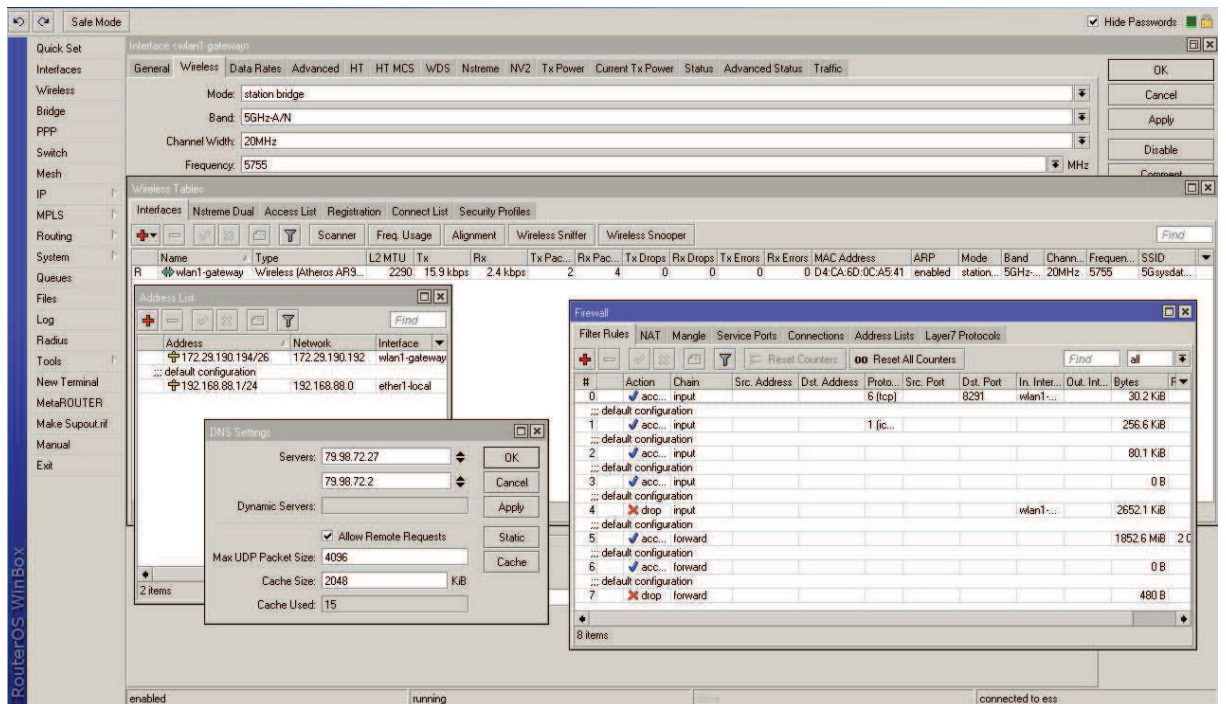 Safe Mode
Hide Passwords
Quick Set
Interfaces
Wireless
Bridge
PPP
Switch
Mesh
IP
MPLS
Routing
System
Queues
Files
Log
Radius
Tools
New Terminal
MetaROUTER
Make Supout.rif
Manual
Exit
RouterOS WinBox
Interface <wlan1-gateway>
General Wireless Data Rates Advanced HT HT MCS WDS Nstreme NV2 Tx Power Current Tx Power Status Advanced Status Traffic
Mode: station bridge
Band: 5GHz-A/N
Channel Width: 20MHz
Frequency: 5755 MHz
OK
Cancel
Apply
Disable
Comment
Wireless Tables
Interfaces Nstreme Dual Access List Registration Connect List Security Profiles
Scanner Freq. Usage Alignment Wireless Sniffer Wireless Snooper Find
Name Type L2 MTU Tx Rx Tx Pac... Rx Pac... Tx Drops Rx Drops Tx Errors Rx Errors MAC Address ARP Mode Band Chann... Frequen... SSID
R wlan1-gateway Wireless (Atheros AR9... 2290 15.9 kbps 2.4 kbps 2 4 0 0 0 0 D4:CA:6D:0C:A5:41 enabled station... 5GHz-... 20MHz 5755 5Gsysdat...
Address List
Find
Address Network Interface
172.29.190.194/26 172.29.190.192 wlan1-gateway
;;; default configuration
192.168.88.1/24 192.168.88.0 ether1-local
2 items
DNS Settings
Servers: 79.98.72.27
79.98.72.2
Dynamic Servers:
Allow Remote Requests
Max UDP Packet Size: 4096
Cache Size: 2048 KiB
Cache Used: 15
OK
Cancel
Apply
Static
Cache
Firewall
Filter Rules NAT Mangle Service Ports Connections Address Lists Layer7 Protocols
Reset Counters 00 Reset All Counters Find all
# Action Chain Src. Address Dst. Address Proto... Src. Port Dst. Port In. Inter... Out. Int... Bytes
0 acc... input 6 (tcp) 8291 wlan1-... 30.2 KiB
;;; default configuration
1 acc... input 1 (ic... 256.6 KiB
;;; default configuration
2 acc... input 80.1 KiB
;;; default configuration
3 acc... input 0 B
;;; default configuration
4 drop input wlan1-... 2652.1 KiB
;;; default configuration
5 acc... forward 1852.6 MiB
;;; default configuration
6 acc... forward 0 B
;;; default configuration
7 drop forward 480 B
8 items
enabled running slave connected to ess